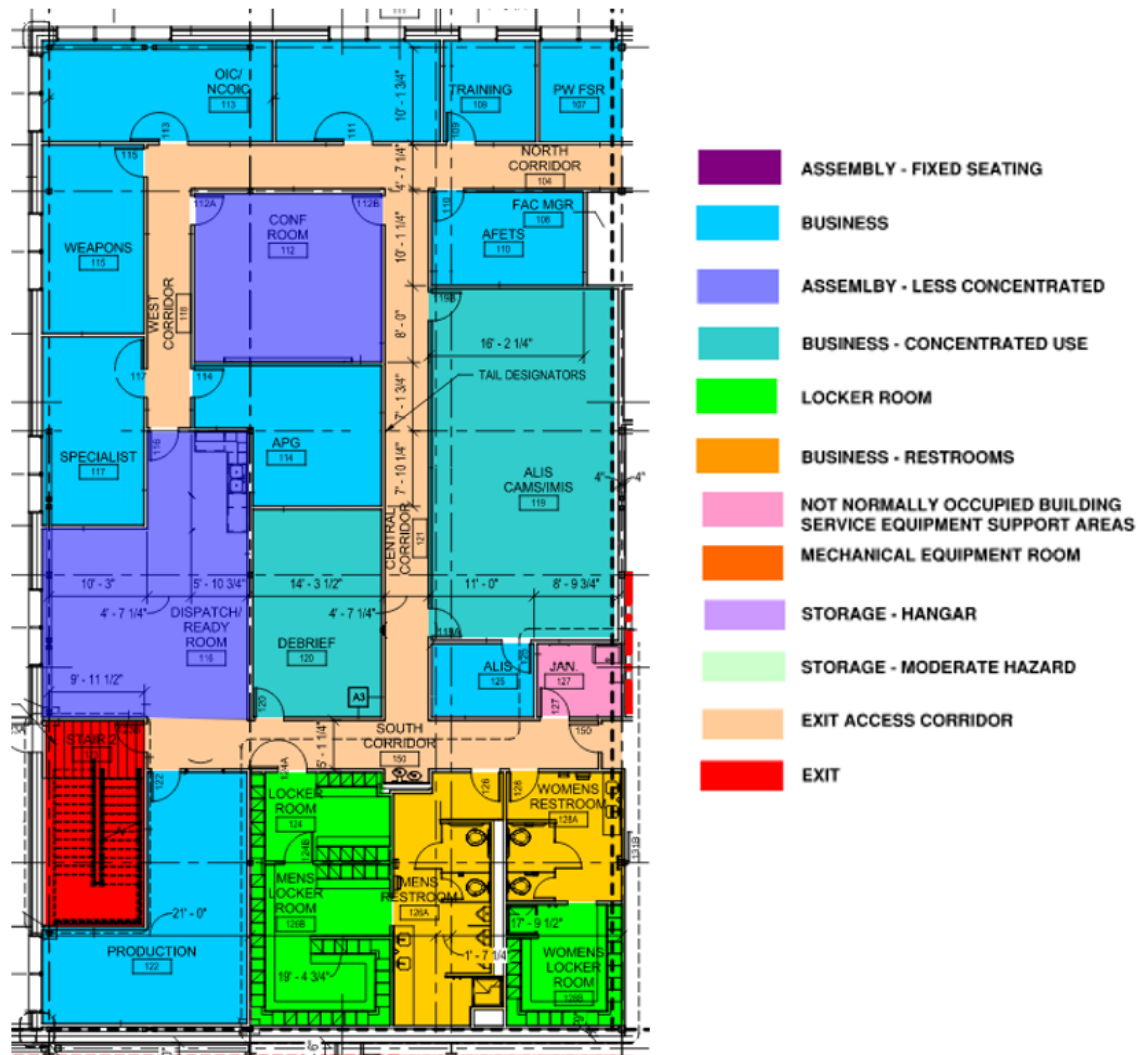 OIC/
NCOIC
113
TRAINING
109
PW FSR
107
10' - 1 3/4"
113
111
109
115
NORTH
CORRIDOR
104
4' - 7 1/4"
112A
112B
110
FAC MGR
108
CONF
ROOM
112
AFETS
110
WEAPONS
115
10' - 1 1/4"
WEST
CORRIDOR
118
119B
8' - 0"
16' - 2 1/4"
117
114
TAIL DESIGNATORS
7' - 1 3/4"
116
SPECIALIST
117
APG
114
ALIS
CAMS/IMIS
119
4"
4"
7' - 10 1/4"
CENTRAL
CORRIDOR
121
10' - 3"
5' - 10 3/4"
14' - 3 1/2"
11' - 0"
8' - 9 3/4"
4' - 7 1/4"
4' - 7 1/4"
DISPATCH/
READY
ROOM
116
DEBRIEF
120
ALIS
125
125
JAN.
127
9' - 11 1/2"
120
A3
127
STAIR 2
SOUTH
CORRIDOR
150
150
5' - 1 1/4"
122
124A
126
128
LOCKER
ROOM
124
WOMENS
RESTROOM
128A
124B
131B
MENS
LOCKER
ROOM
126B
MENS
RESTROOM
126A
21' - 0"
17' - 9 1/2"
PRODUCTION
122
1' - 7 1/4
19' - 4 3/4"
WOMENS
LOCKER
ROOM
128B
ASSEMBLY - FIXED SEATING
BUSINESS
ASSEMLBY - LESS CONCENTRATED
BUSINESS - CONCENTRATED USE
LOCKER ROOM
BUSINESS - RESTROOMS
NOT NORMALLY OCCUPIED BUILDING
SERVICE EQUIPMENT SUPPORT AREAS
MECHANICAL EQUIPMENT ROOM
STORAGE - HANGAR
STORAGE - MODERATE HAZARD
EXIT ACCESS CORRIDOR
EXIT